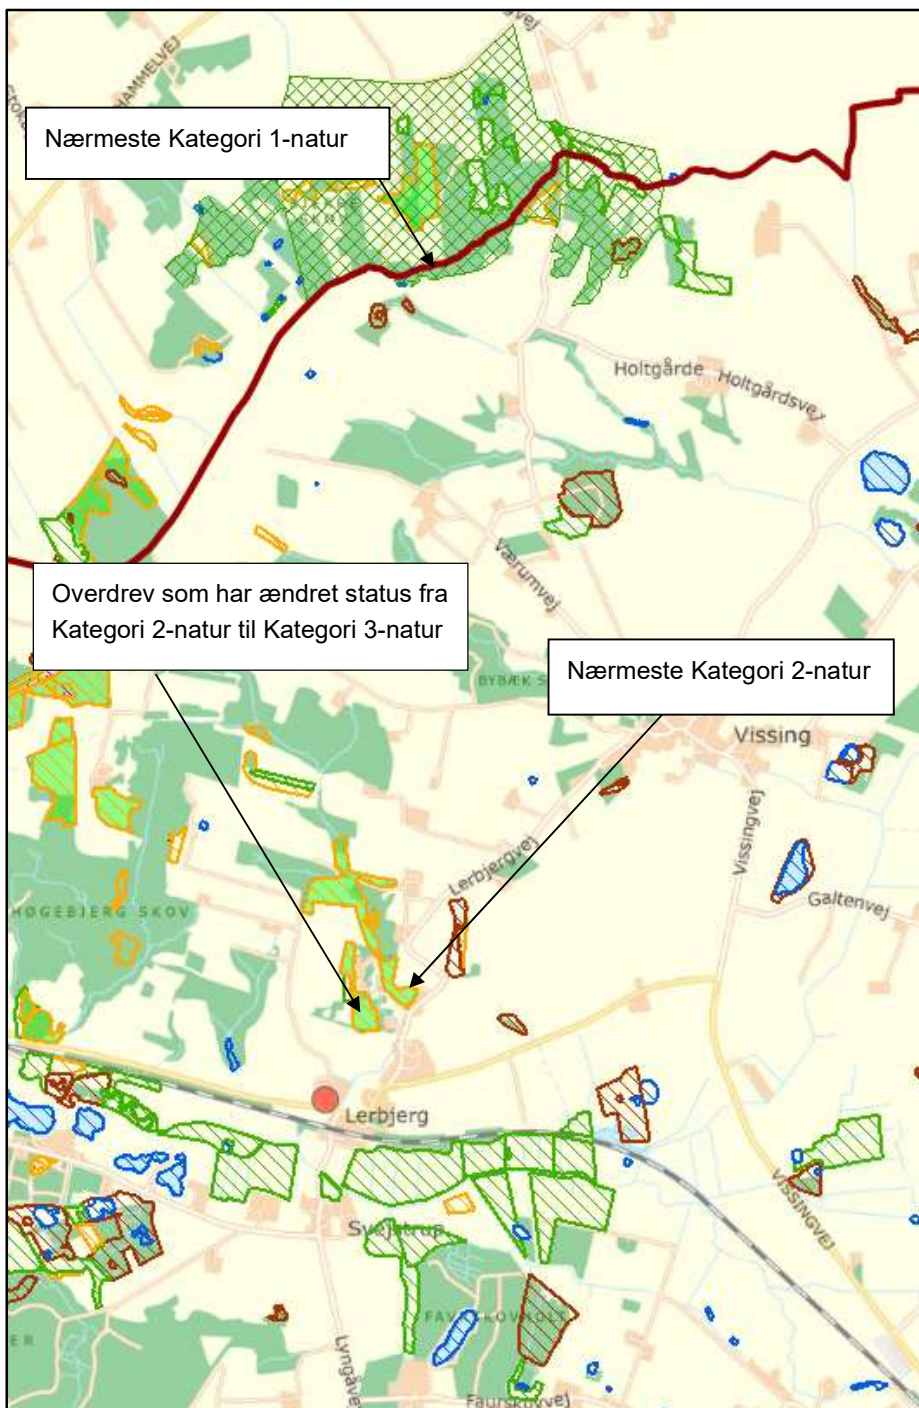 HAMMELVEJ
Nærmeste Kategori 1-natur
Holtgårde
Holtgårdsvej
Værumvej
Overdrev som har ændret status fra
Kategori 2-natur til Kategori 3-natur
Nærmeste Kategori 2-natur
BYBÆK S
Vissing
Vissingvej
Lerbjergvej
Galtenvej
HØGEBJERG SKOV
Lerbjerg
VISSINGVEJ
Svejstrup
Lyngåvej
Faurskovvej